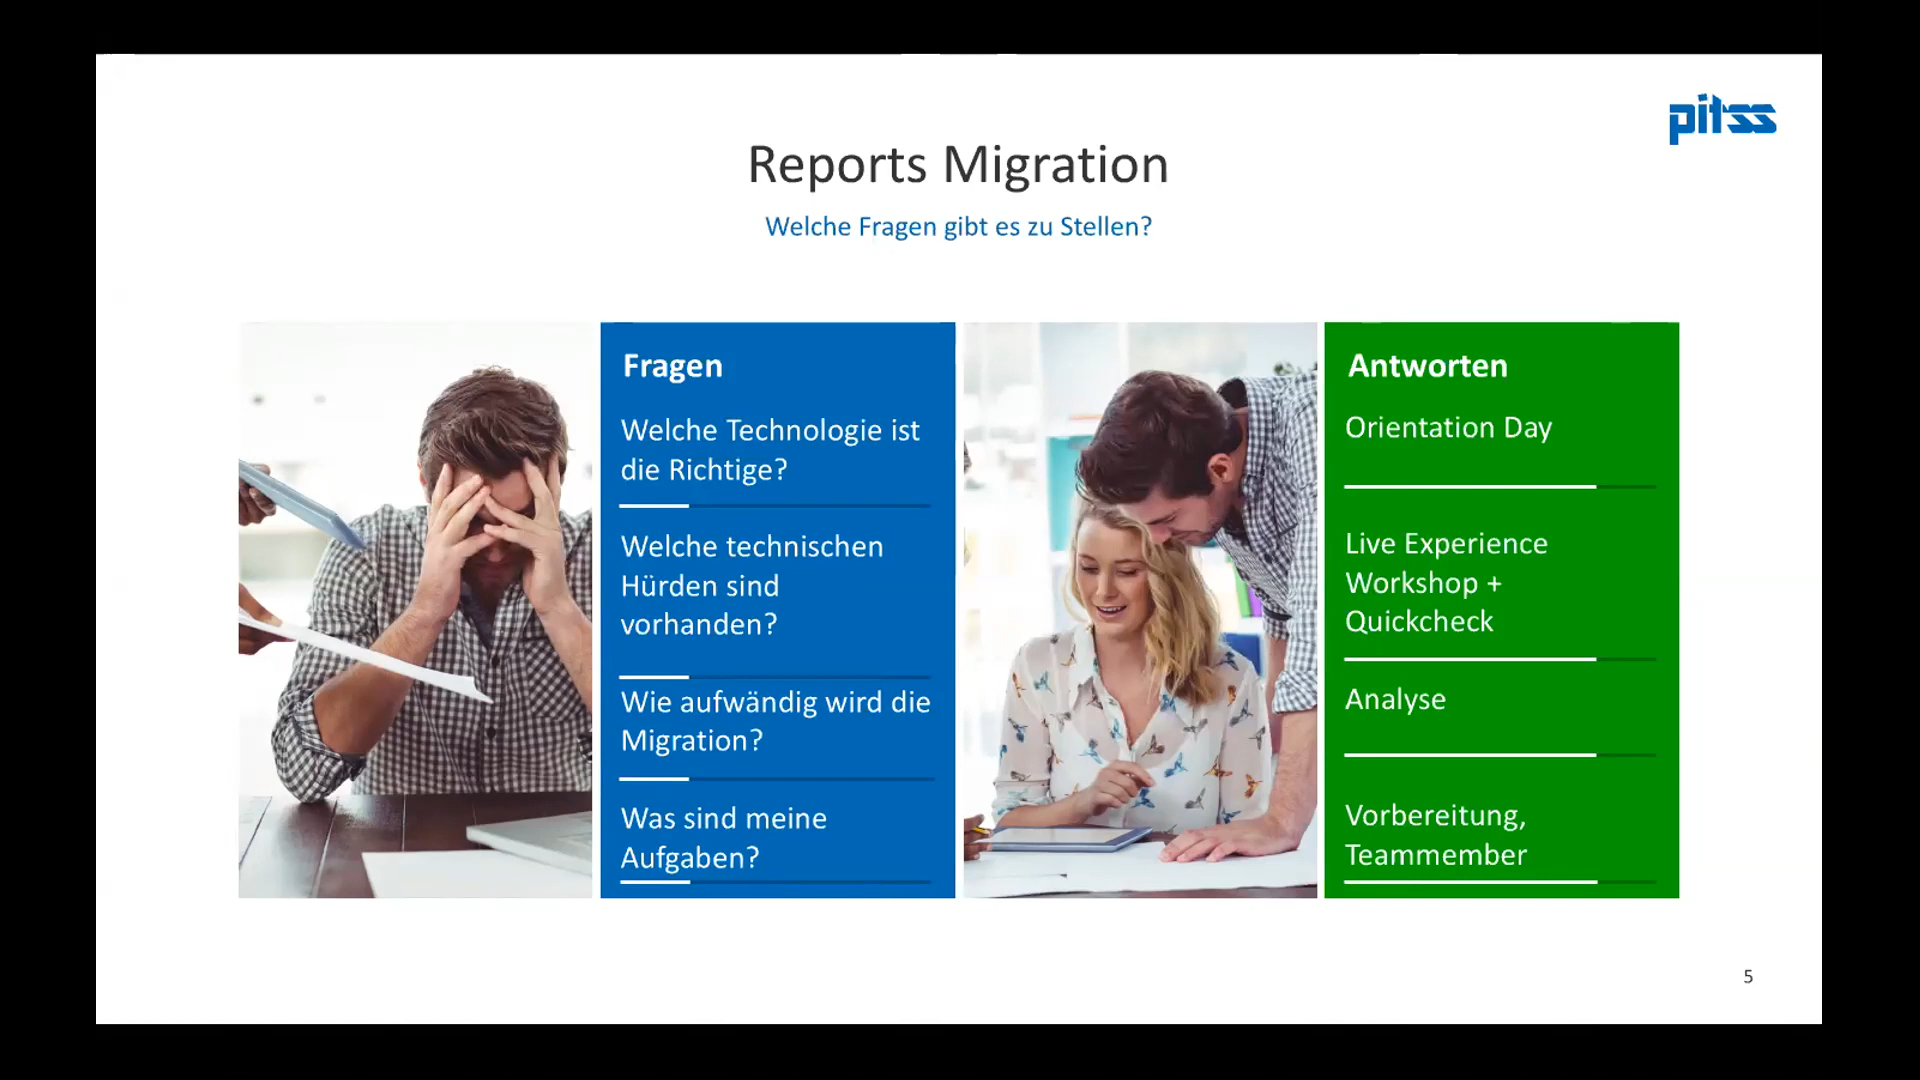 pitss
Reports Migration
Welche Fragen gibt es zu Stellen?
Fragen
Welche Technologie ist
die Richtige?
Welche technischen
Hürden sind
vorhanden?
Wie aufwändig wird die
Migration?
Was sind meine
Aufgaben?
Antworten
Orientation Day
Live Experience
Workshop +
Quickcheck
Analyse
Vorbereitung,
Teammember
5